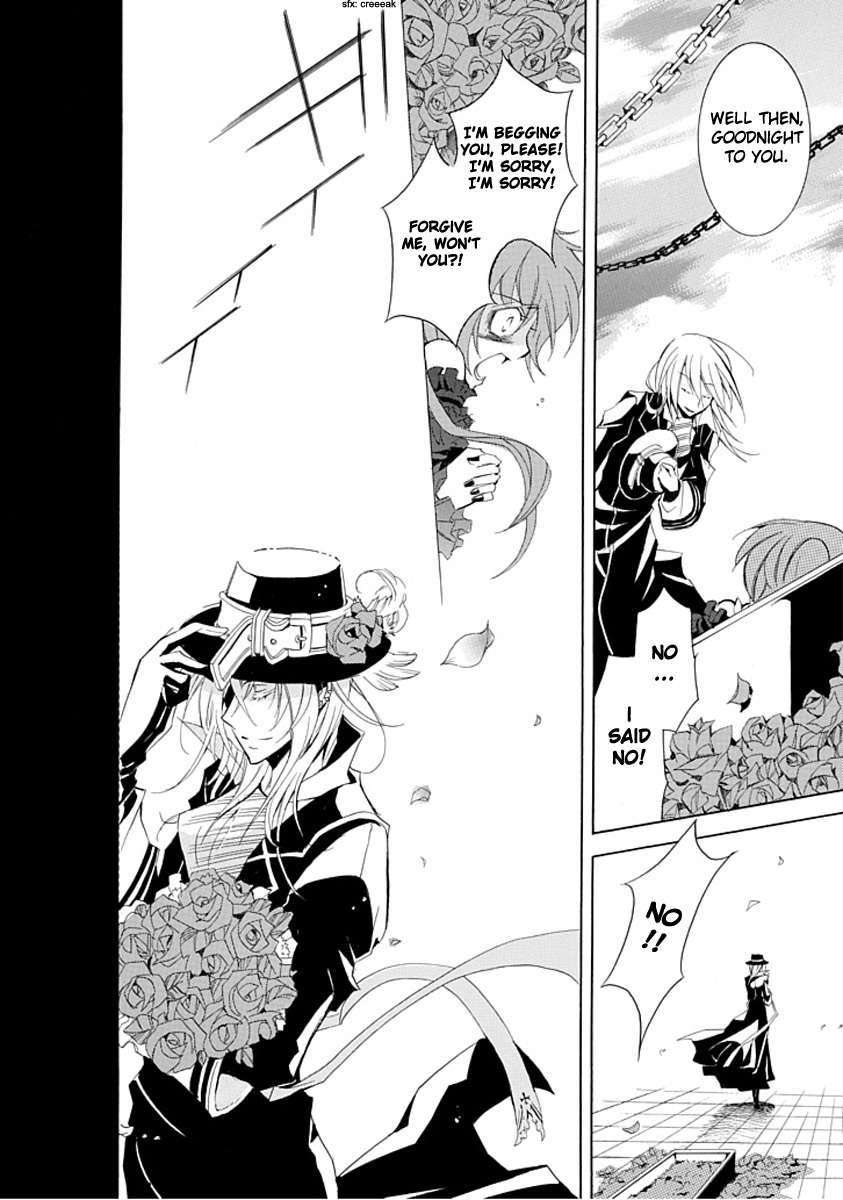 WELL THEN,
GOODNIGHT
TO YOU.
NO
...
I
SAID
NO!
NO
!!
I'M BEGGING
YOU, PLEASE!
I'M SORRY,
I'M SORRY!
FORGIVE
ME, WON'T
YOU?!
sfx: creeeak